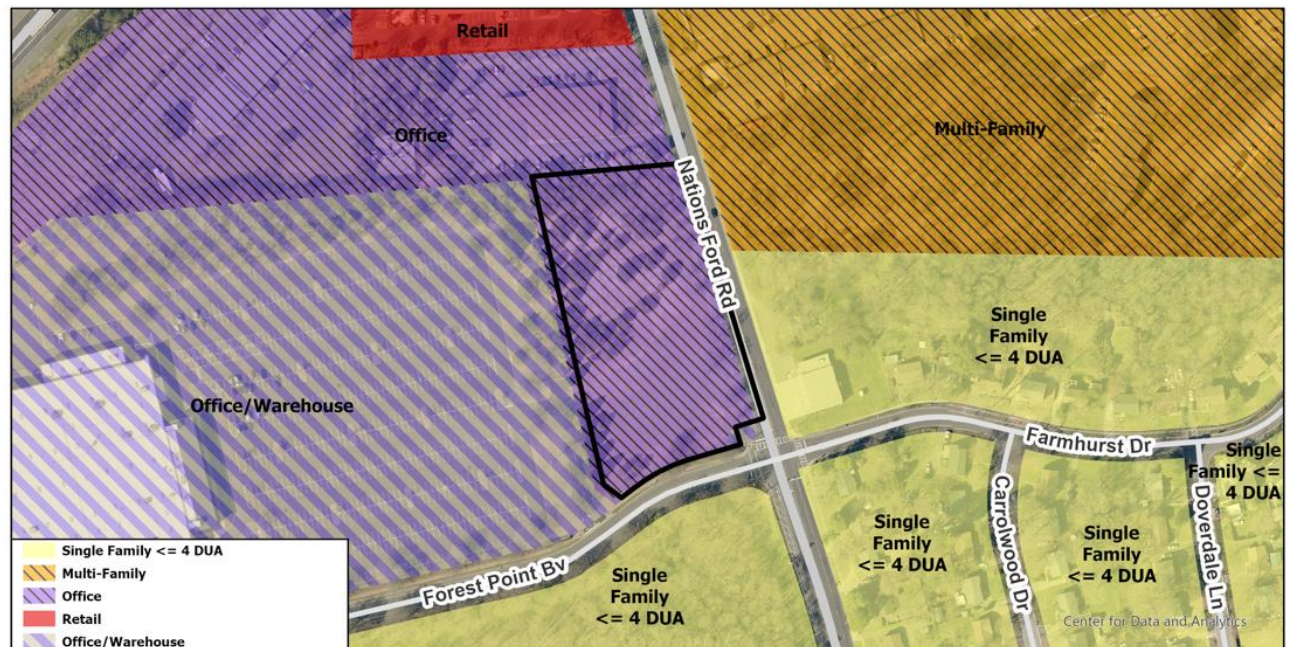 Retail
Office
Multi-Family
Nations Ford Rd
Single
Family
<= 4 DUA
Office/Warehouse
Farmhurst Dr
Single
Family <=
4 DUA
Carrolwood Dr
Doverdale Ln
Single
Family
<= 4 DUA
Single
Family
<= 4 DUA
Forest Point Bv
Single
Family
<= 4 DUA
Center for Data and Analytics
Single Family <= 4 DUA
Multi-Family
Office
Retail
Office/Warehouse